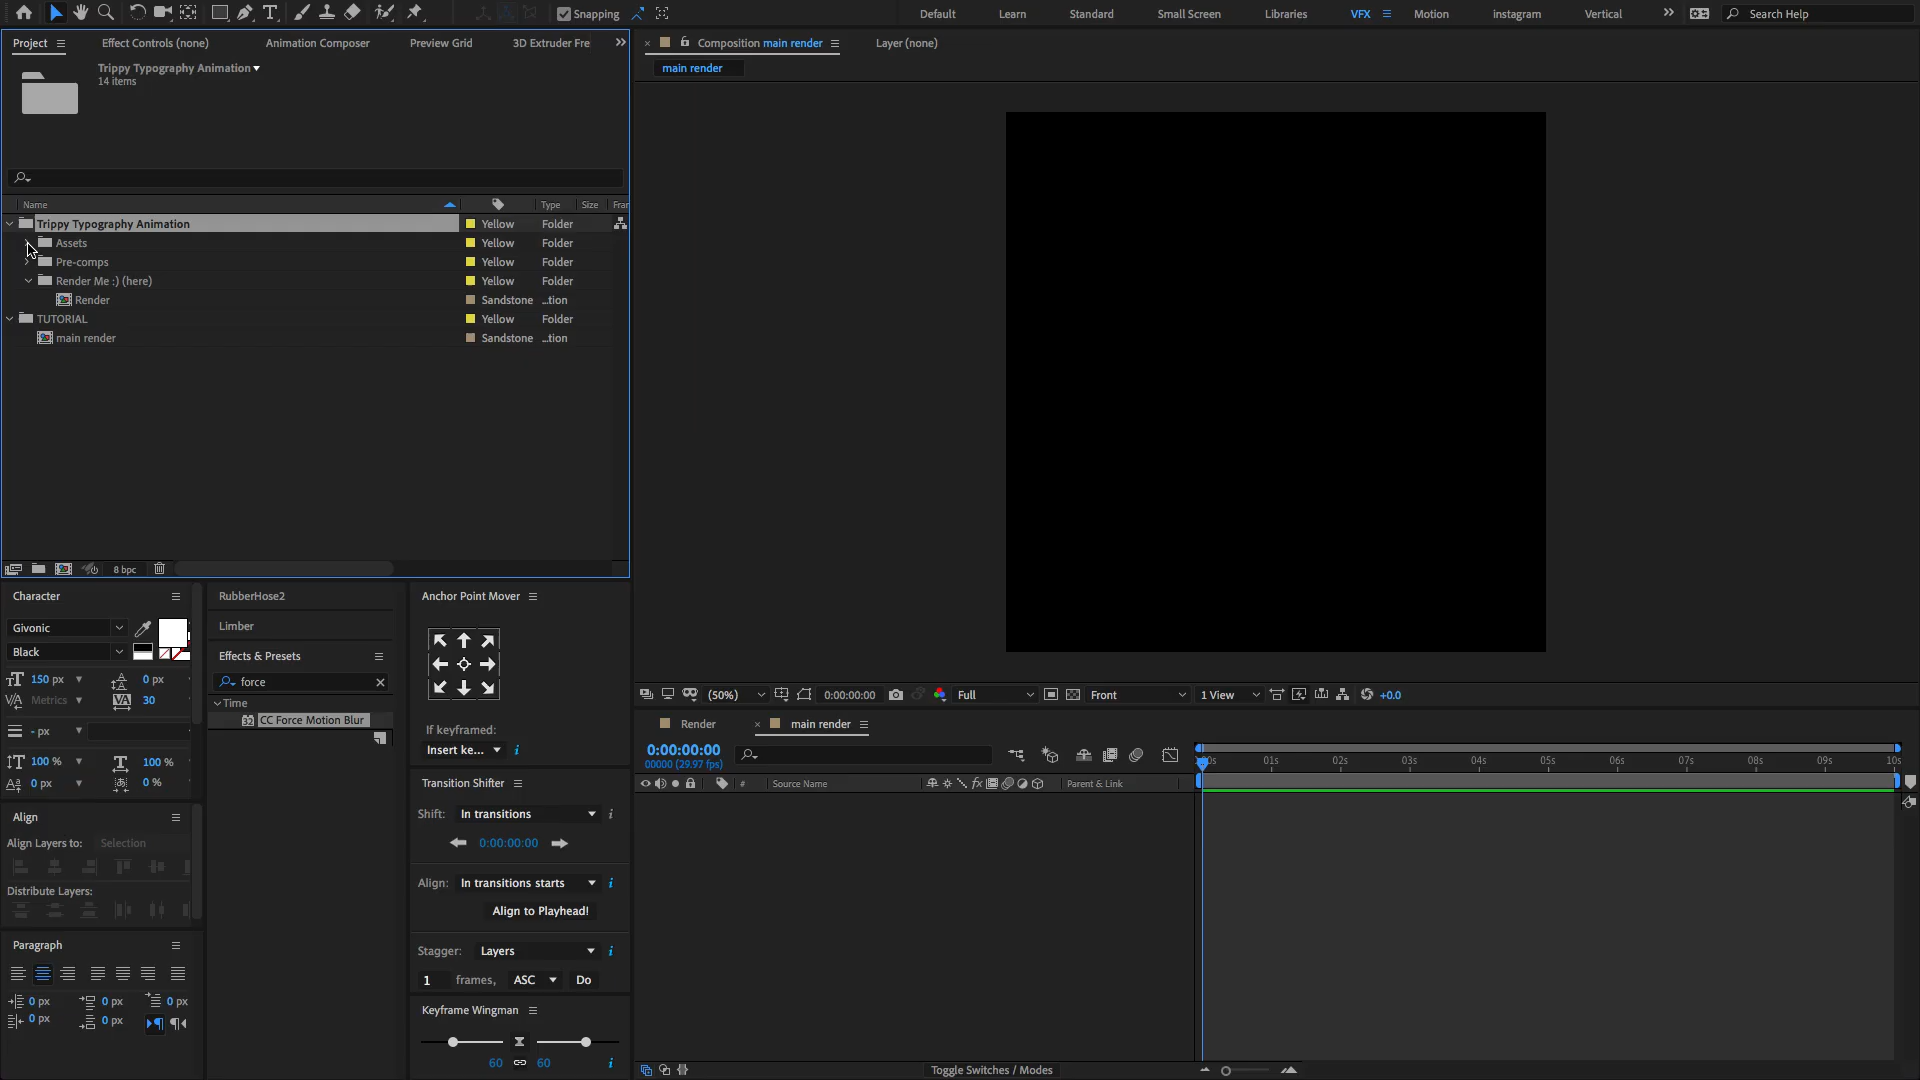 Snapping
Default
Learn
Standard
Small Screen
Libraries
VFX
Motion
instagram
Vertical
Search Help
Project
Effect Controls (none)
Animation Composer
Preview Grid
3D Extruder Fre
Composition main render
Layer (none)
main render
Trippy Typography Animation
14 items
Name
Type
Size
Fran
Trippy Typography Animation
Yellow
Folder
Assets
Yellow
Folder
Pre-comps
Yellow
Folder
Render Me :) (here)
Yellow
Folder
Render
Sandstone
...tion
TUTORIAL
Yellow
Folder
main render
Sandstone
...tion
8 bpc
Character
Givonic
Black
150 px
0 px
Metrics
30
- px
100 %
100 %
0 px
0 %
Align
Align Layers to:
Selection
Distribute Layers:
Paragraph
0 px
0 px
0 px
0 px
0 px
RubberHose2
Limber
Effects & Presets
force
Time
32
CC Force Motion Blur
Anchor Point Mover
If keyframed:
Insert ke...
Transition Shifter
Shift:
In transitions
0:00:00:00
Align:
In transitions starts
Align to Playhead!
Stagger:
Layers
1
frames,
ASC
Do
Keyframe Wingman
60
60
(50%)
0:00:00:00
Full
Front
1 View
+0.0
Render
main render
0:00:00:00
00000 (29.97 fps)
#
Source Name
fx
Parent & Link
01s
02s
03s
04s
05s
06s
07s
08s
09s
10s
Toggle Switches / Modes